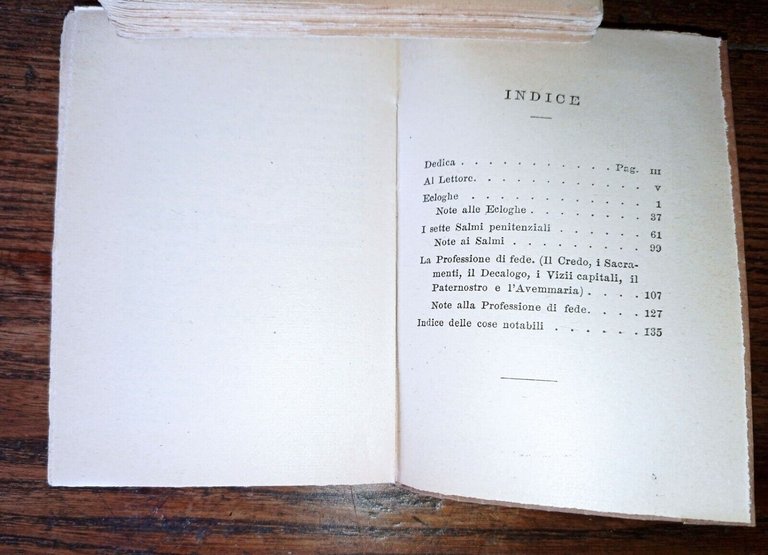 INDICE
Dedica . . . . . . . . . . . Pag. III
Al Lettore. . . . . . . . . . . . . V
Ecloghe . . . . . . . . . . . . . 1
Note alle Ecloghe . . . . . . . . . 37
I sette Salmi penitenziali . . . . . . . 61
Note ai Salmi . . . . . . . . . . 99
La Professione di fede. (Il Credo, i Sacra-
menti, il Decalogo, i Vizii capitali, il
Paternostro e l'Avemmaria) . . . . 107
Note alla Professione di fede. . . . . 127
Indice delle cose notabili . . . . . . . 135